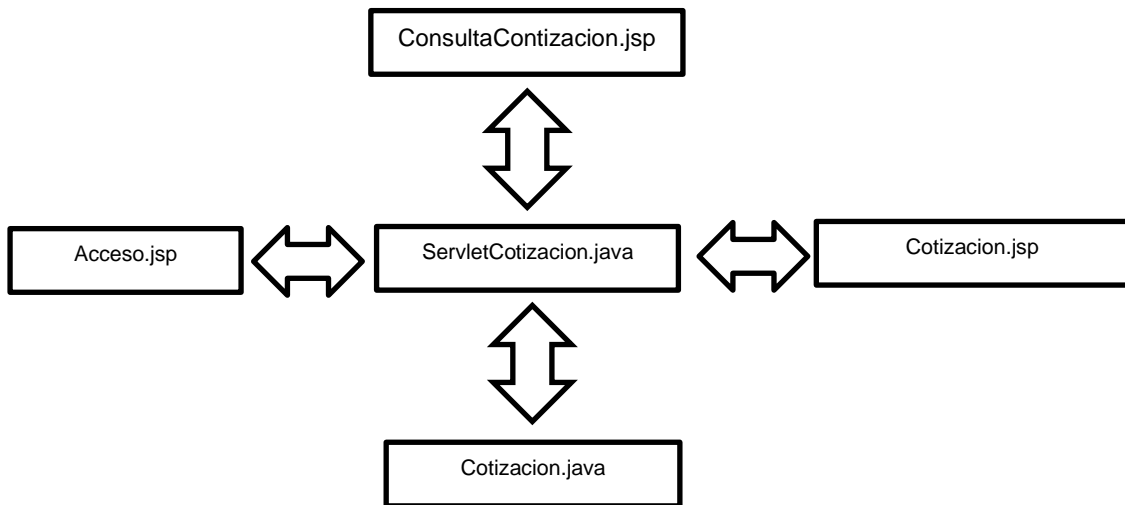 ConsultaContizacion.jsp
Acceso.jsp
ServletCotizacion.java
Cotizacion.jsp
Cotizacion.java